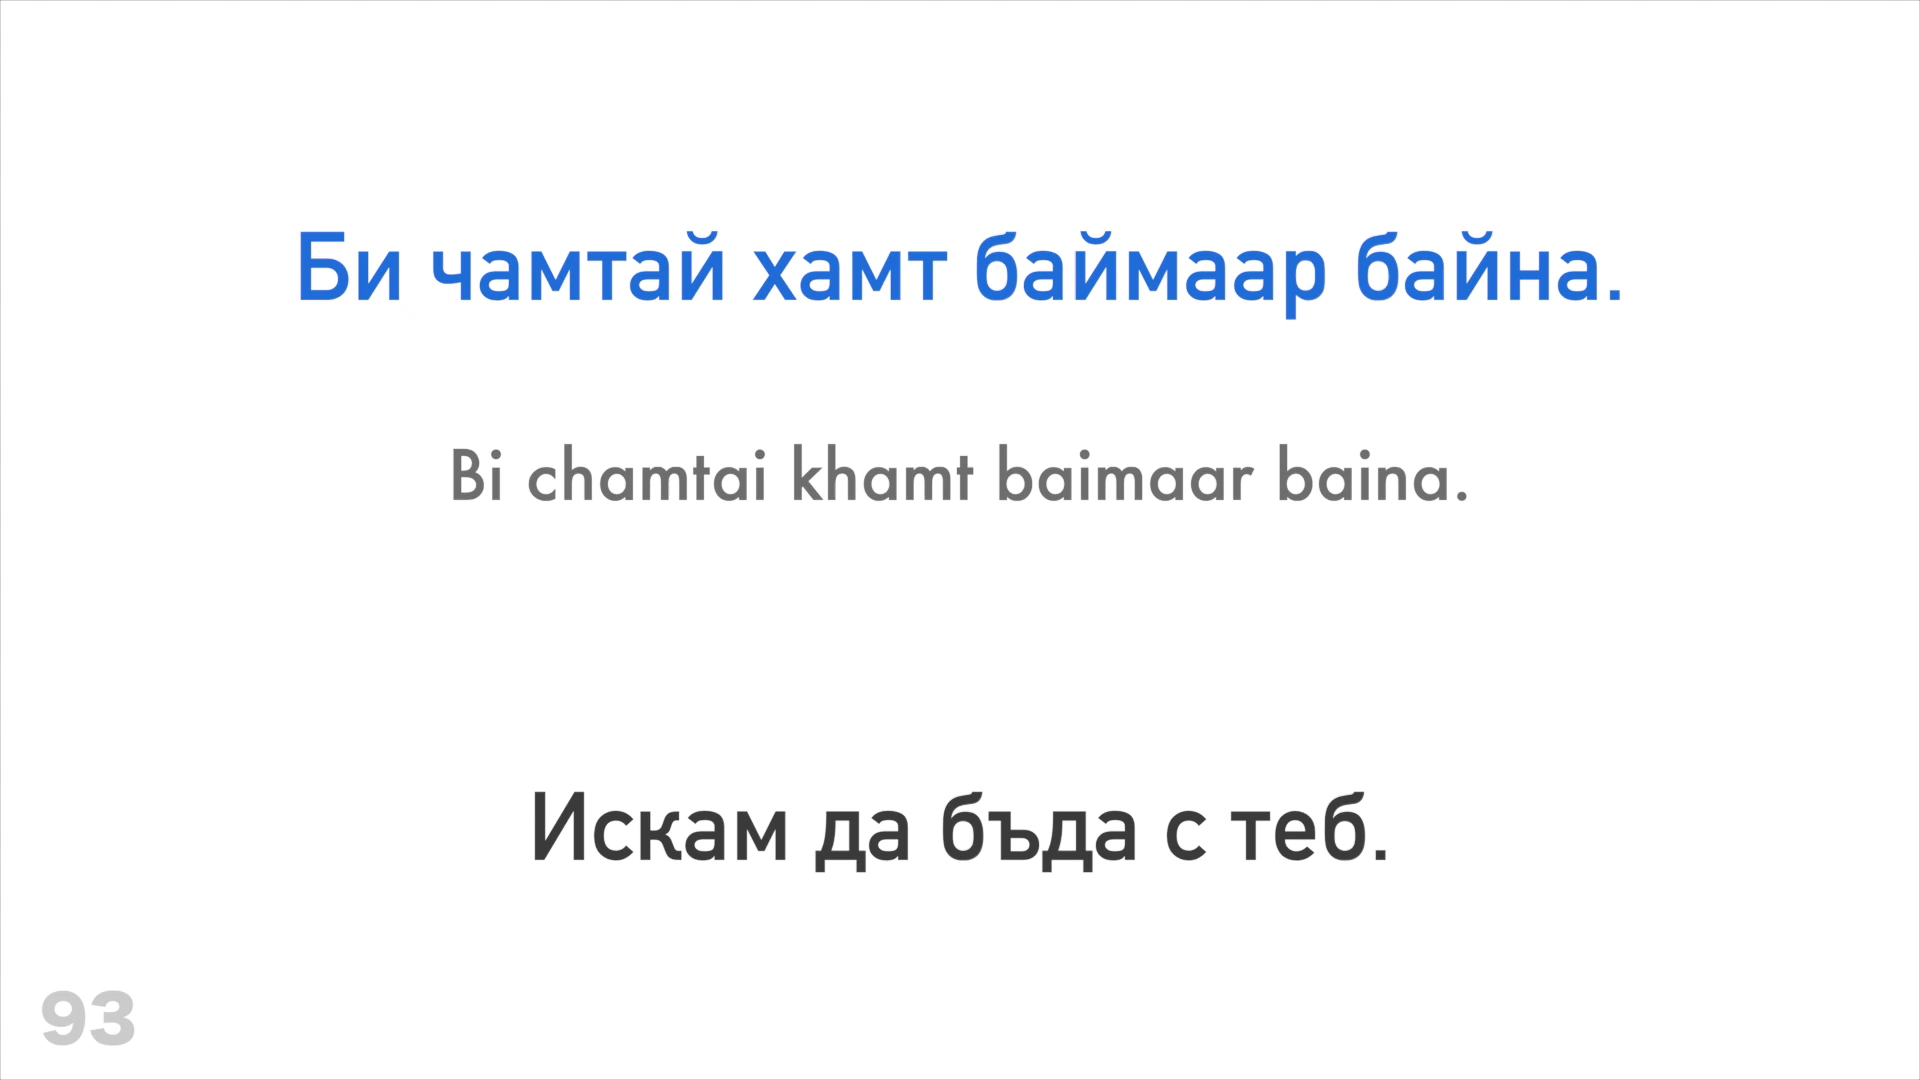 Би чамтай хамт баймаар байна.
Bi chamtai khamt baimaar baina.
Искам да бъда с теб.
93